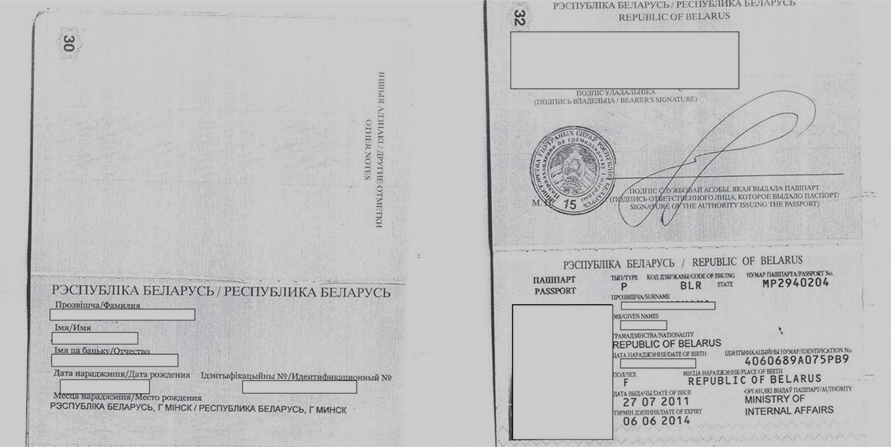 30
ІНШЫЯ АДЗНАКІ / ДРУГИЕ ОТМЕТКИ
OTHER NOTES
РЭСПУБЛІКА БЕЛАРУСЬ / РЕСПУБЛИКА БЕЛАРУСЬ
Прозвішча/Фамилия
Імя/Имя
Імя па бацьку/Отчество
Дата нараджэння/Дата рождения Ідэнтыфікацыйны №/Идентификационный №
Месца нараджэння/Место рождения
РЭСПУБЛІКА БЕЛАРУСЬ, Г МІНСК / РЕСПУБЛИКА БЕЛАРУСЬ, Г МИНСК
32
РЭСПУБЛІКА БЕЛАРУСЬ / РЕСПУБЛИКА БЕЛАРУСЬ
REPUBLIC OF BELARUS
ПОДПІС УЛАДАЛЬНІКА
(ПОДПИСЬ ВЛАДЕЛЬЦА / BEARER'S SIGNATURE)
М.
15
ПОДПІС СЛУЖБОВАЙ АСОБЫ, ЯКАЯ ВЫДАЛА ПАШПАРТ
(ПОДПИСЬ ОТВЕТСТВЕННОГО ЛИЦА, КОТОРОЕ ВЫДАЛО ПАСПОРТ/
SIGNATURE OF THE AUTHORITY ISSUING THE PASSPORT)
РЭСПУБЛІКА БЕЛАРУСЬ / REPUBLIC OF BELARUS
ПАШПАРТ
PASSPORT
ТЫП/TYPE КОД ДЗЯРЖАВЫ/CODE OF ISSUING STATE НУМАР ПАШПАРТА/PASSPORT No.
P BLR MP2940204
ПРОЗВІШЧА/SURNAME
ІМЯ/GIVEN NAMES
ГРАМАДЗЯНСТВА/NATIONALITY
REPUBLIC OF BELARUS
ДАТА НАРАДЖЭННЯ/DATE OF BIRTH ІДЭНТЫФІКАЦЫЙНЫ НУМАР/IDENTIFICATION No.
4060689A075PB9
ПОЛ/SEX МЕСЦА НАРАДЖЭННЯ/PLACE OF BIRTH
F REPUBLIC OF BELARUS
ДАТА ВЫДАЧЫ/DATE OF ISSUE ОРГАН, ЯКІ ВЫДАЎ ПАШПАРТ/AUTHORITY
27 07 2011 MINISTRY OF
ТЭРМІН ДЗЕЯННЯ/DATE OF EXPIRY INTERNAL AFFAIRS
06 06 2014